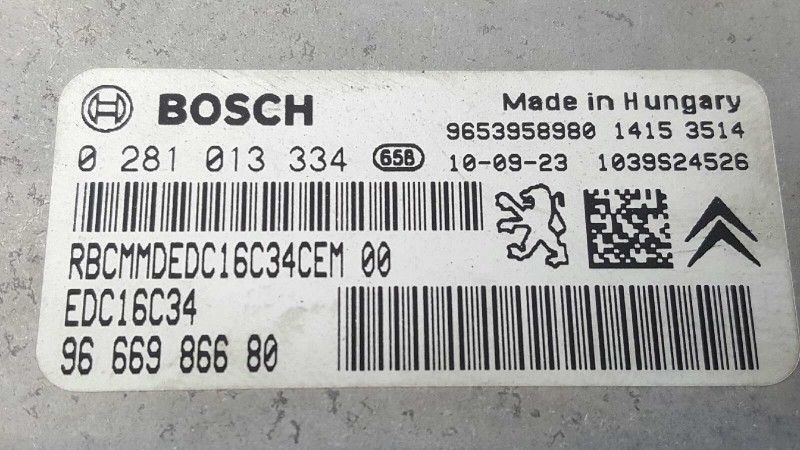 BOSCH
Made in Hungary
9653958980 1415 3514
0 281 013 334 65B 10-09-23 1039S24526
RBCMMDEDC16C34CEM 00
EDC16C34
96 669 866 80